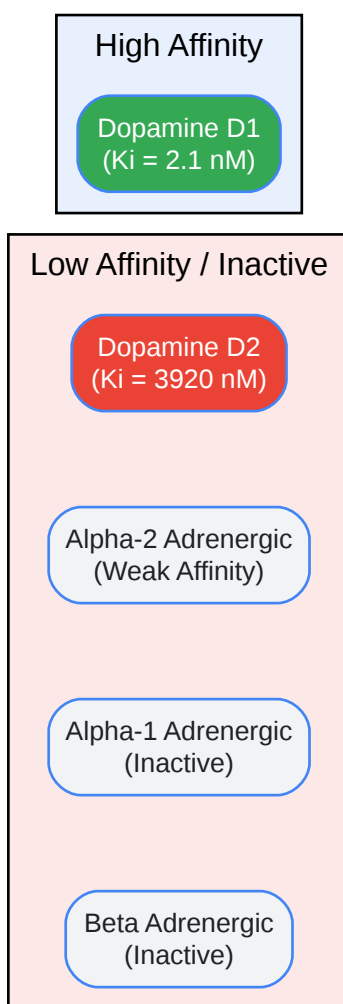 High Affinity
Dopamine D1
(Ki = 2.1 nM)
Low Affinity / Inactive
Dopamine D2
(Ki = 3920 nM)
Alpha-2 Adrenergic
(Weak Affinity)
Alpha-1 Adrenergic
(Inactive)
Beta Adrenergic
(Inactive)